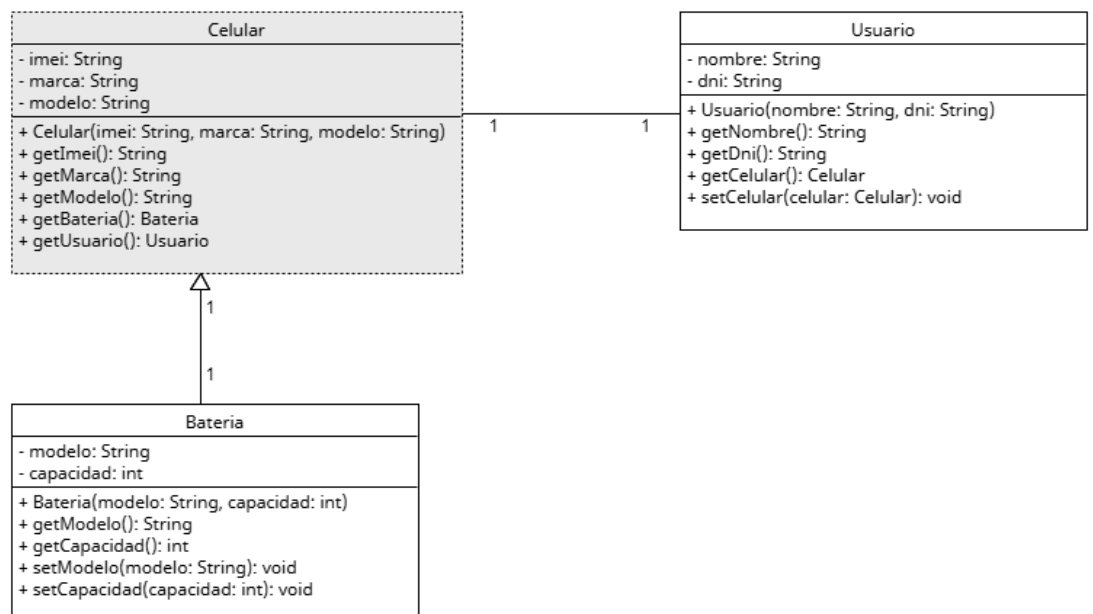 Celular
- imei: String
- marca: String
- modelo: String
+ Celular(imei: String, marca: String, modelo: String)
+ getImei(): String
+ getMarca(): String
+ getModelo(): String
+ getBateria(): Bateria
+ getUsuario(): Usuario
1
1
Usuario
- nombre: String
- dni: String
+ Usuario(nombre: String, dni: String)
+ getNombre(): String
+ getDni(): String
+ getCelular(): Celular
+ setCelular(celular: Celular): void
1
1
Bateria
- modelo: String
- capacidad: int
+ Bateria(modelo: String, capacidad: int)
+ getModelo(): String
+ getCapacidad(): int
+ setModelo(modelo: String): void
+ setCapacidad(capacidad: int): void